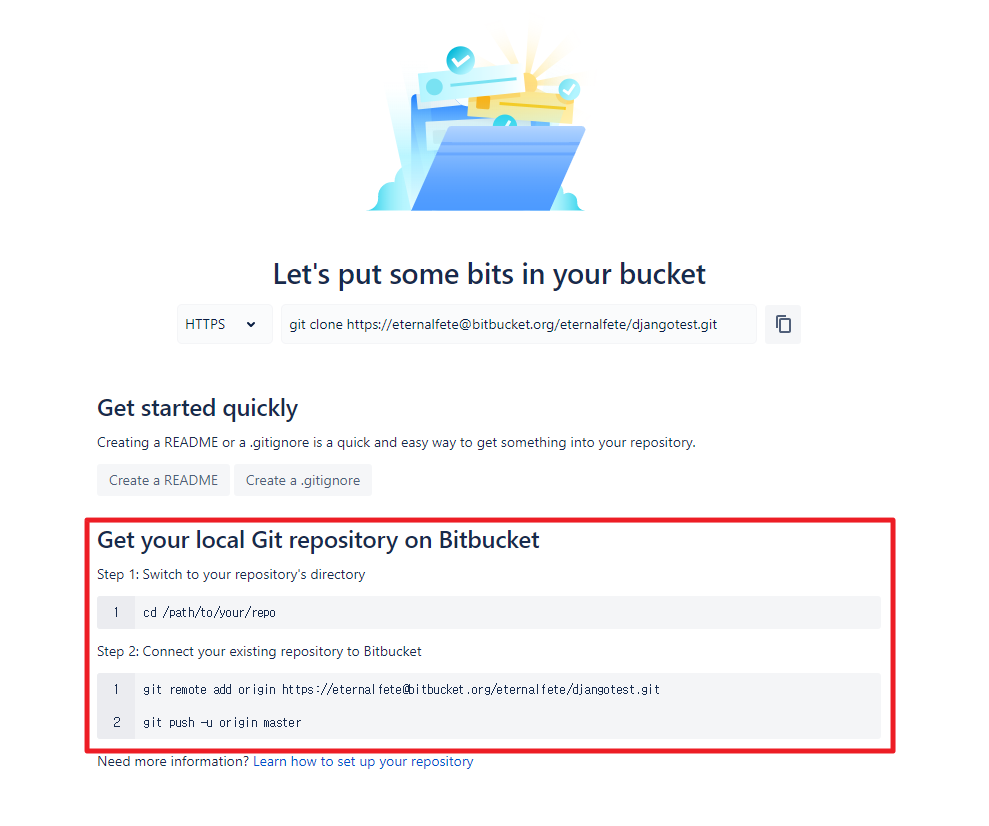 Let's put some bits in your bucket
HTTPS
git clone https://eternalfete@bitbucket.org/eternalfete/djangotest.git
Get started quickly
Creating a README or a .gitignore is a quick and easy way to get something into your repository.
Create a README
Create a .gitignore
Get your local Git repository on Bitbucket
Step 1: Switch to your repository's directory
1 cd /path/to/your/repo
Step 2: Connect your existing repository to Bitbucket
1 git remote add origin https://eternalfete@bitbucket.org/eternalfete/djangotest.git
2 git push -u origin master
Need more information? Learn how to set up your repository